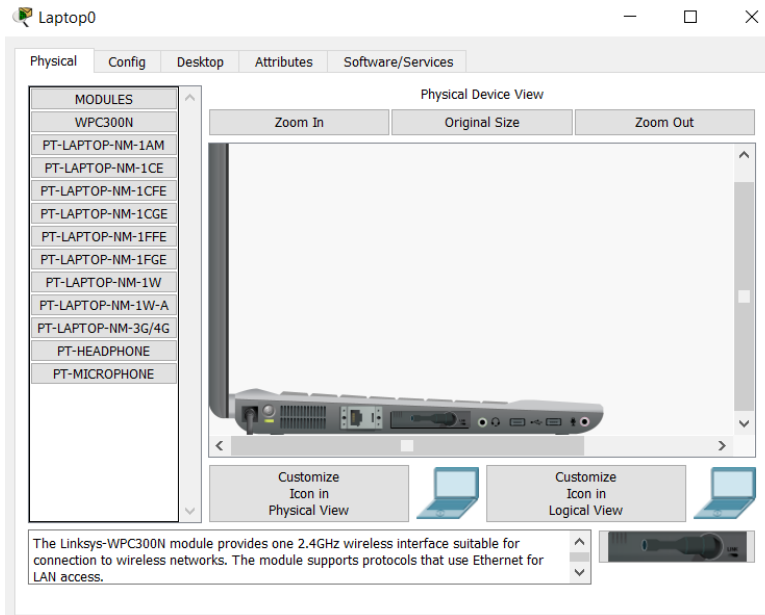 Laptop0
Physical
Config
Desktop
Attributes
Software/Services
MODULES
WPC300N
PT-LAPTOP-NM-1AM
PT-LAPTOP-NM-1CE
PT-LAPTOP-NM-1CFE
PT-LAPTOP-NM-1CGE
PT-LAPTOP-NM-1FFE
PT-LAPTOP-NM-1FGE
PT-LAPTOP-NM-1W
PT-LAPTOP-NM-1W-A
PT-LAPTOP-NM-3G/4G
PT-HEADPHONE
PT-MICROPHONE
Physical Device View
Zoom In
Original Size
Zoom Out
Customize
Icon in
Physical View
Customize
Icon in
Logical View
The Linksys-WPC300N module provides one 2.4GHz wireless interface suitable for
connection to wireless networks. The module supports protocols that use Ethernet for
LAN access.
LINK